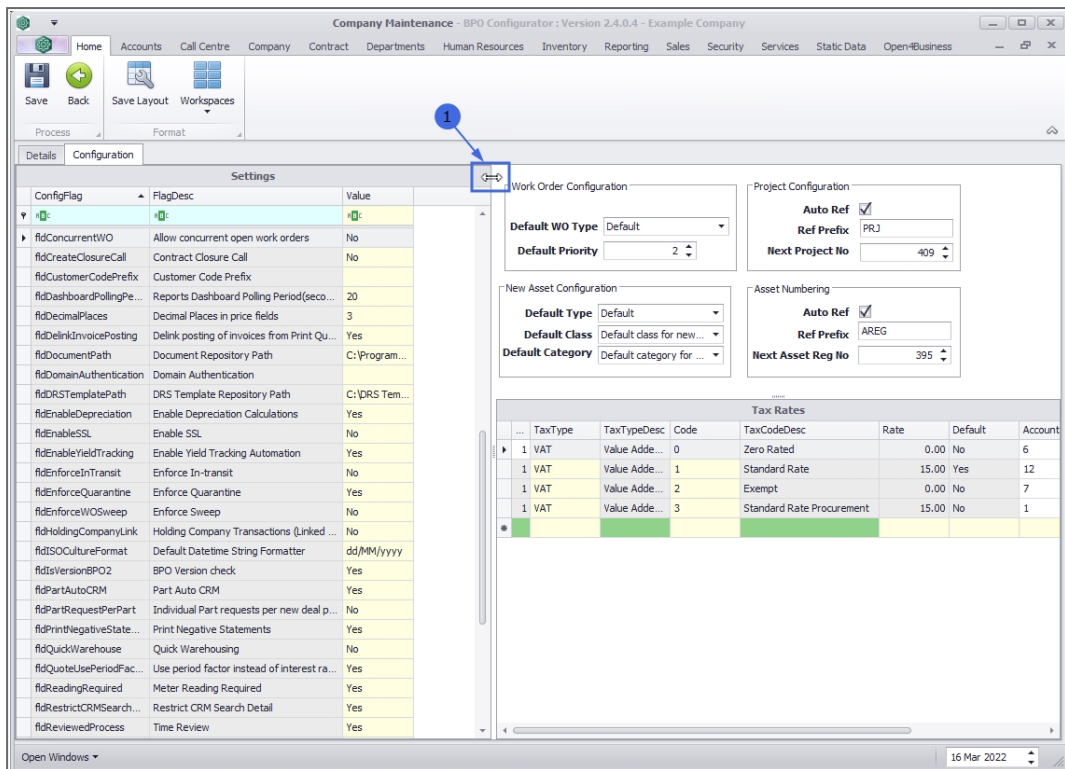 Company Maintenance - BPO Configurator : Version 2.4.0.4 - Example Company
Home Accounts Call Centre Company Contract Departments Human Resources Inventory Reporting Sales Security Services Static Data Open4Business
Save Back Save Layout Workspaces
Process Format
1
Details Configuration
Settings
ConfigFlag FlagDesc Value
fldConcurrentWO Allow concurrent open work orders No
fldCreateClosureCall Contract Closure Call No
fldCustomerCodePrefix Customer Code Prefix
fldDashboardPollingPe... Reports Dashboard Polling Period(seco... 20
fldDecimalPlaces Decimal Places in price fields 3
fldDelinkInvoicePosting Delink posting of invoices from Print Qu... Yes
fldDocumentPath Document Repository Path C:\Program...
fldDomainAuthentication Domain Authentication
fldDRSTemplatePath DRS Template Repository Path C:\DRS Tem...
fldEnableDepreciation Enable Depreciation Calculations Yes
fldEnableSSL Enable SSL No
fldEnableYieldTracking Enable Yield Tracking Automation Yes
fldEnforceInTransit Enforce In-transit No
fldEnforceQuarantine Enforce Quarantine Yes
fldEnforceWOSweep Enforce Sweep No
fldHoldingCompanyLink Holding Company Transactions (Linked ... No
fldISOCultureFormat Default Datetime String Formatter dd/MM/yyyy
fldIsVersionBPO2 BPO Version check Yes
fldPartAutoCRM Part Auto CRM Yes
fldPartRequestPerPart Individual Part requests per new deal p... No
fldPrintNegativeState... Print Negative Statements Yes
fldQuickWarehouse Quick Warehousing No
fldQuoteUsePeriodFac... Use period factor instead of interest ra... Yes
fldReadingRequired Meter Reading Required Yes
fldRestrictCRMSearch... Restrict CRM Search Detail Yes
fldReviewedProcess Time Review Yes
Work Order Configuration
Default WO Type Default
Default Priority 2
Project Configuration
Auto Ref
Ref Prefix PRJ
Next Project No 409
New Asset Configuration
Default Type Default
Default Class Default class for new...
Default Category Default category for ...
Asset Numbering
Auto Ref
Ref Prefix AREG
Next Asset Reg No 395
Tax Rates
... TaxType TaxTypeDesc Code TaxCodeDesc Rate Default Account
1 VAT Value Adde... 0 Zero Rated 0.00 No 6
1 VAT Value Adde... 1 Standard Rate 15.00 Yes 12
1 VAT Value Adde... 2 Exempt 0.00 No 7
1 VAT Value Adde... 3 Standard Rate Procurement 15.00 No 1
Open Windows 16 Mar 2022